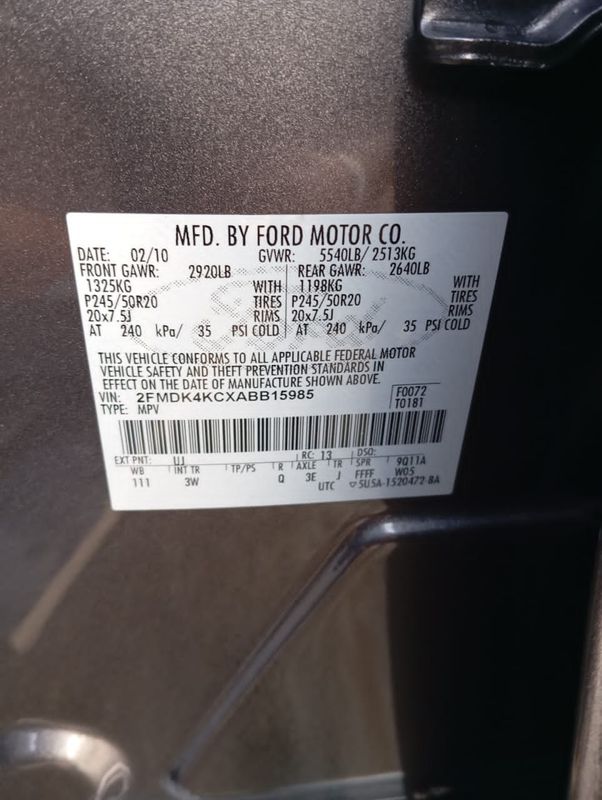 MFD. BY FORD MOTOR CO.
DATE: 02/10 GVWR: 5540LB/ 2513KG
FRONT GAWR: 2920LB REAR GAWR: 2640LB
1325KG WITH 1198KG WITH
P245/50R20 TIRES P245/50R20 TIRES
20x7.5J RIMS 20x7.5J RIMS
AT 240 kPa/ 35 PSI COLD AT 240 kPa/ 35 PSI COLD
THIS VEHICLE CONFORMS TO ALL APPLICABLE FEDERAL MOTOR
VEHICLE SAFETY AND THEFT PREVENTION STANDARDS IN
EFFECT ON THE DATE OF MANUFACTURE SHOWN ABOVE.
VIN: 2FMDK4KCXABB15985 F0072
TYPE: MPV T0181
EXT PNT: UJ RC: 13 DSO:
WB INT TR TP/PS R AXLE TR SPR 9Q11A
111 3W Q 3E J FFFF W05
UTC ▽5U5A-1520472-BA
Ford